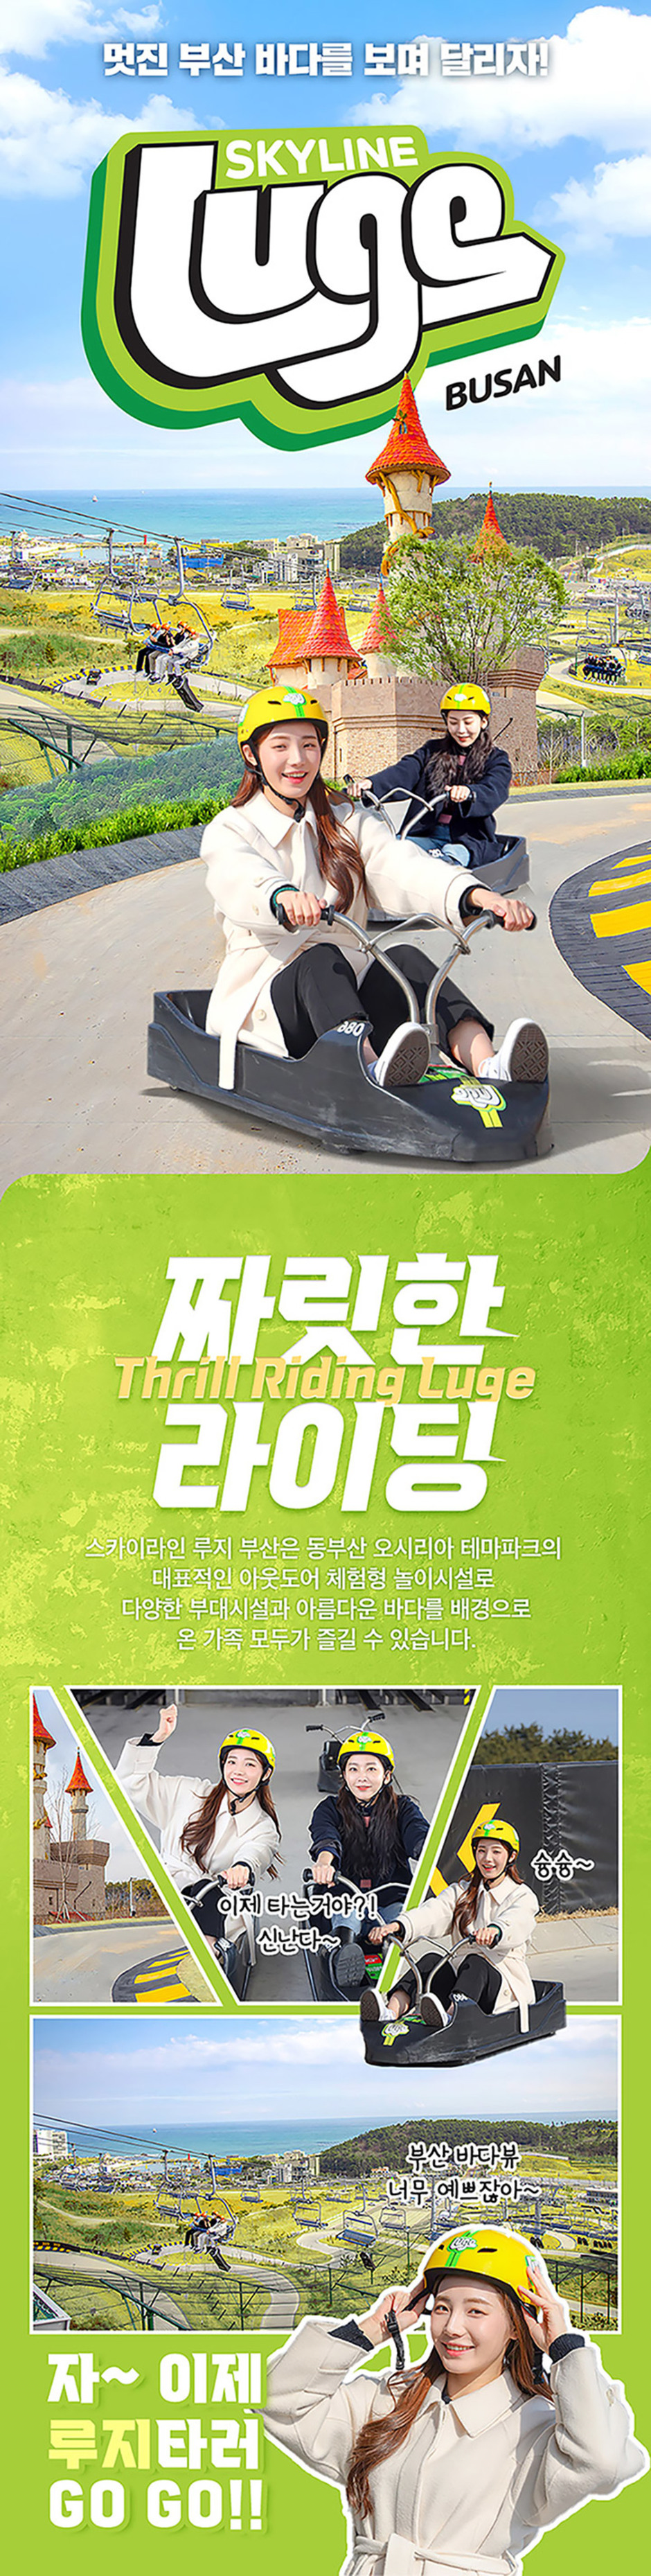 멋진 부산 바다를 보며 달리자!
SKYLINE
Luge
BUSAN
880
짜릿한
Thrill Riding Luge
라이딩
스카이라인 루지 부산은 동부산 오시리아 테마파크의
대표적인 아웃도어 체험형 놀이시설로
다양한 부대시설과 아름다운 바다를 배경으로
온 가족 모두가 즐길 수 있습니다.
이제 타는거야?!
신난다~
슝슝~
부산 바다뷰
너무 예쁘잖아~
자~ 이제
루지타러
GO GO!!